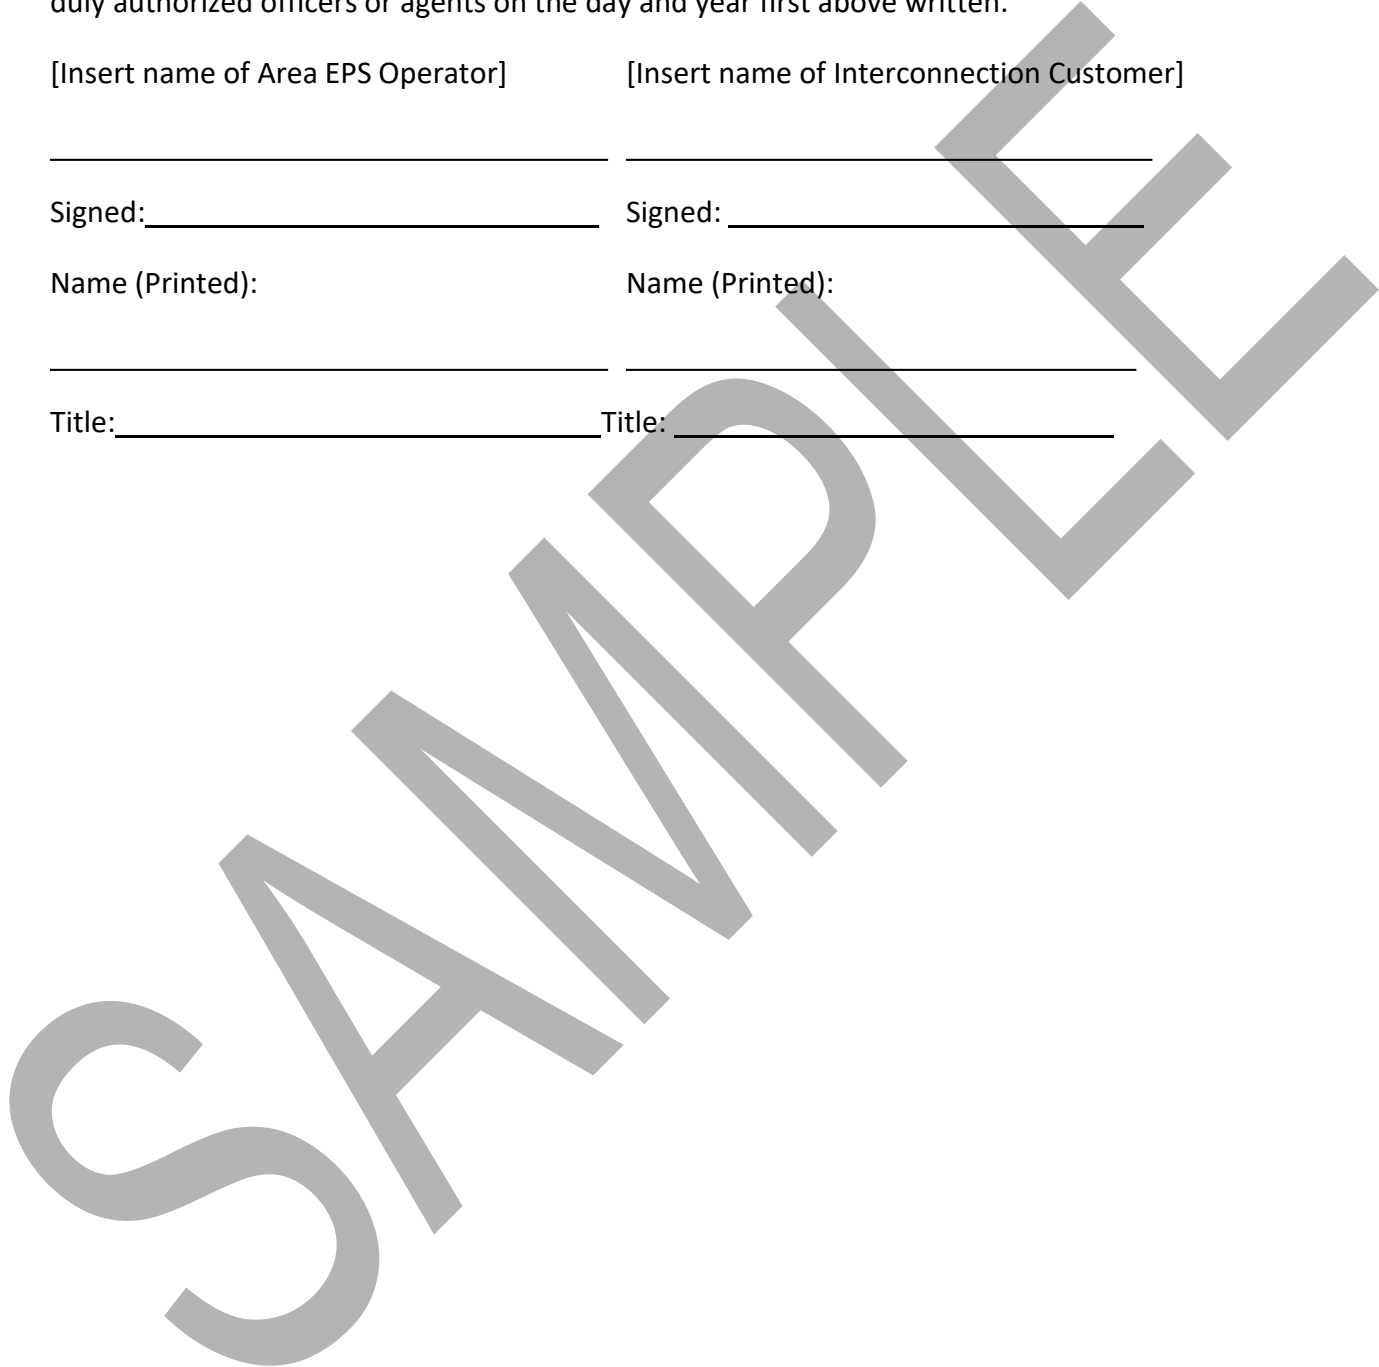 duly authorized officers or agents on the day and year first above written.
[Insert name of Area EPS Operator] [Insert name of Interconnection Customer]
Signed: Signed:
Name (Printed): Name (Printed):
Title: Title:
SAMPLE